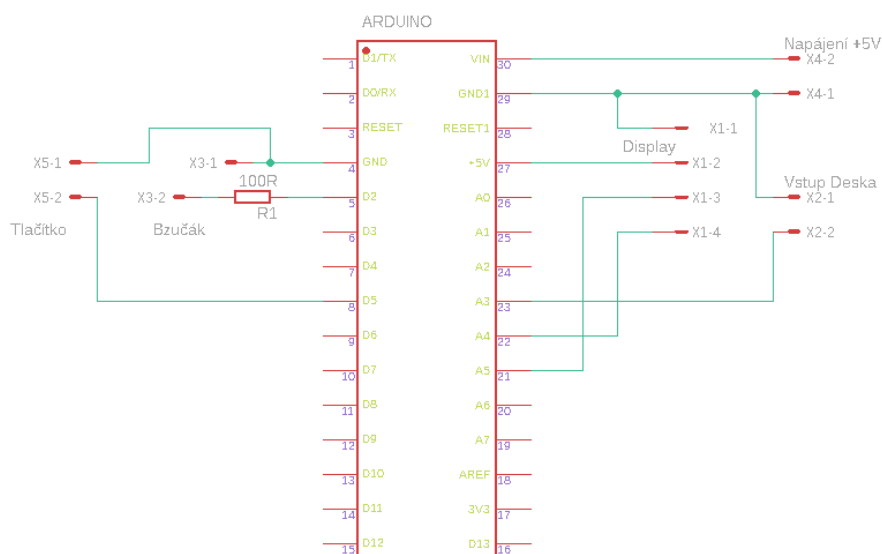 ARDUINO
D1/TX
1
D0/RX
2
RESET
3
GND
4
D2
5
D3
6
D4
7
D5
8
D6
9
D7
10
D8
11
D9
12
D10
13
D11
14
D12
15
VIN
30
GND1
29
RESET1
28
+5V
27
A0
26
A1
25
A2
24
A3
23
A4
22
A5
21
A6
20
A7
19
AREF
18
3V3
17
D13
16
X5-1
X5-2
Tlačítko
X3-1
X3-2
Bzučák
100R
R1
Napájení +5V
X4-2
X4-1
X1-1
Display
X1-2
X1-3
X1-4
Vstup Deska
X2-1
X2-2